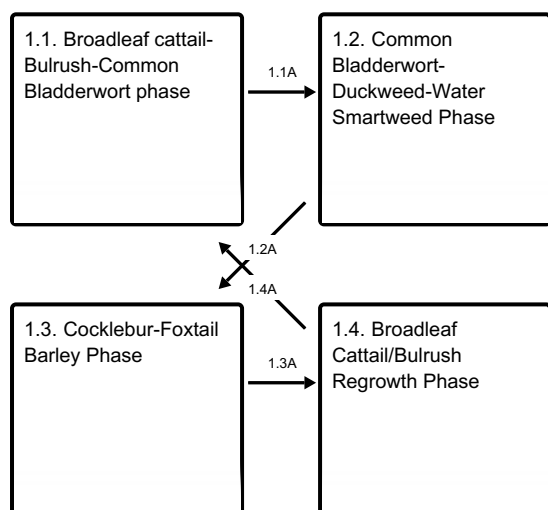 1.1. Broadleaf cattail-
Bulrush-Common
Bladderwort phase
1.1A
1.2. Common
Bladderwort-
Duckweed-Water
Smartweed Phase
1.2A
1.4A
1.3. Cocklebur-Foxtail
Barley Phase
1.3A
1.4. Broadleaf
Cattail/Bulrush
Regrowth Phase